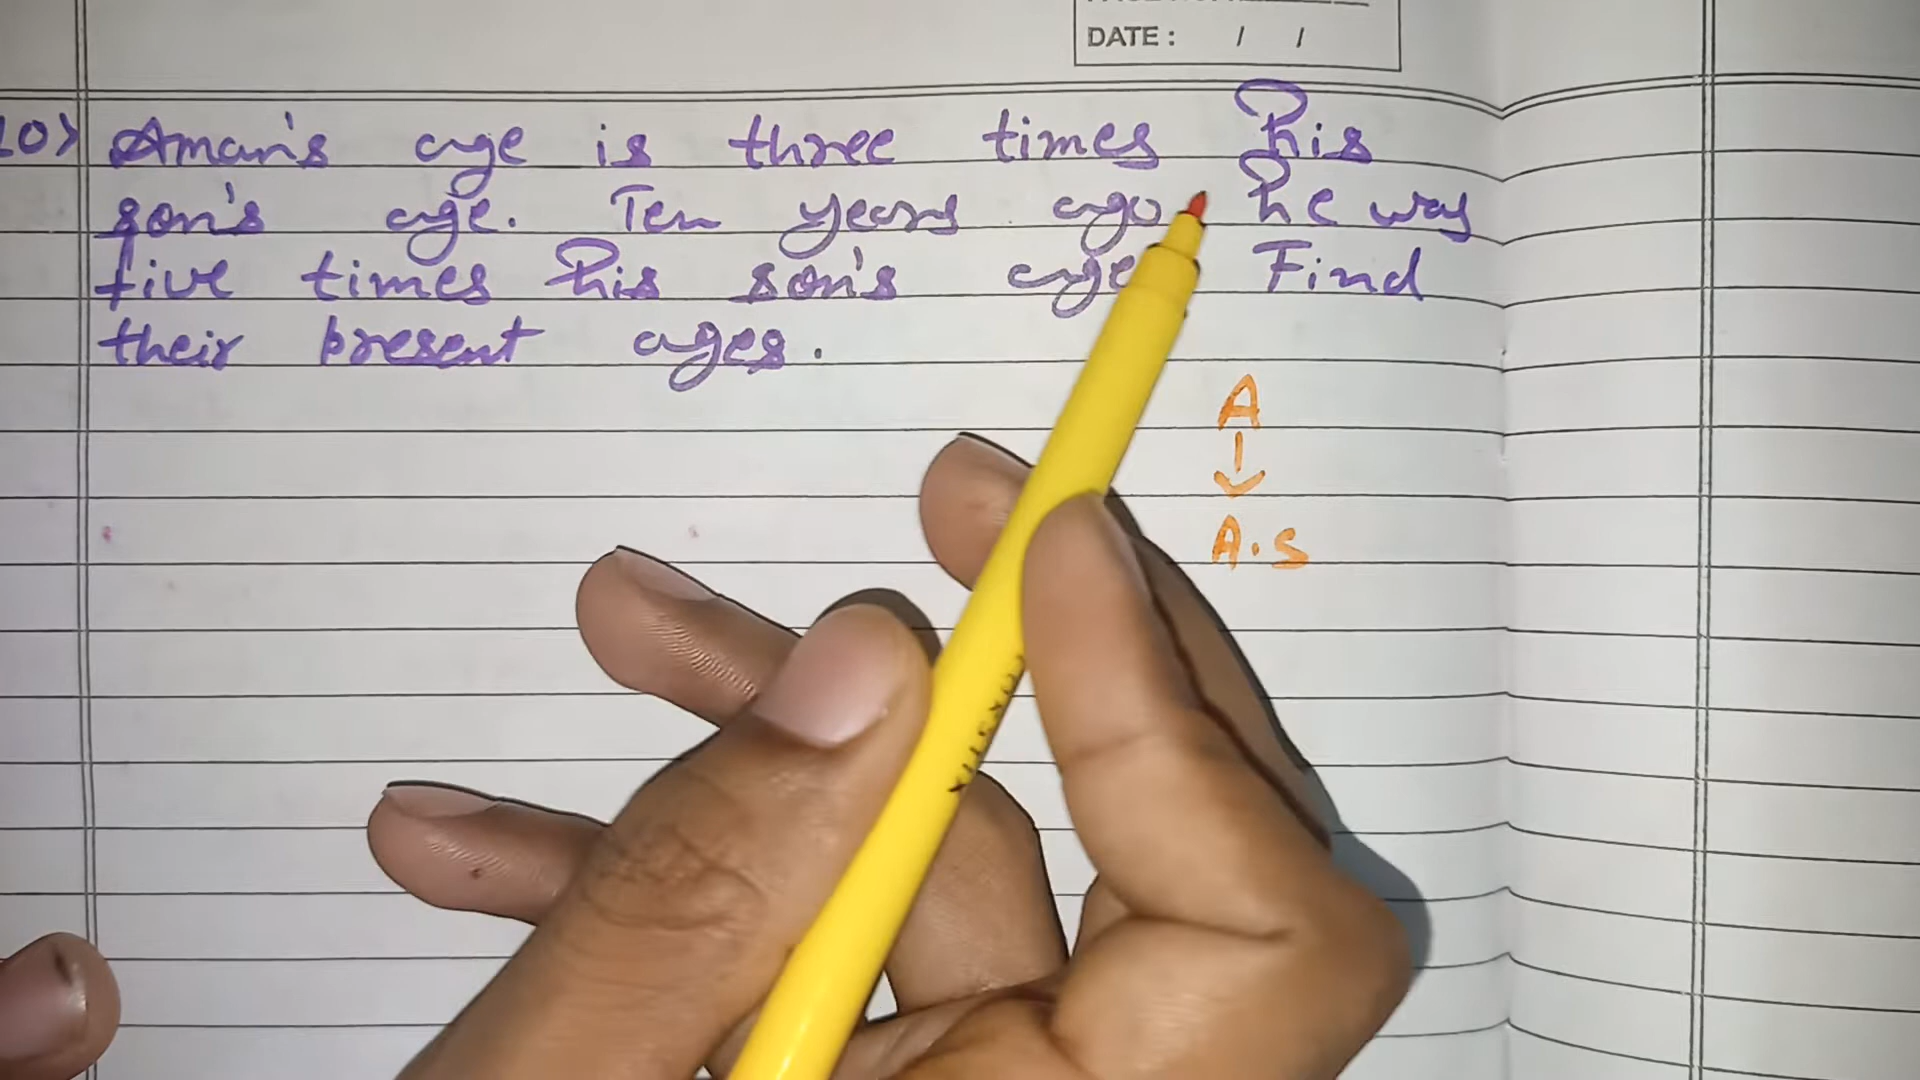 DATE : / /
10) Aman's age is three times his
son's age. Ten years ago he was
five times his son's age Find
their present ages.
A
A.S